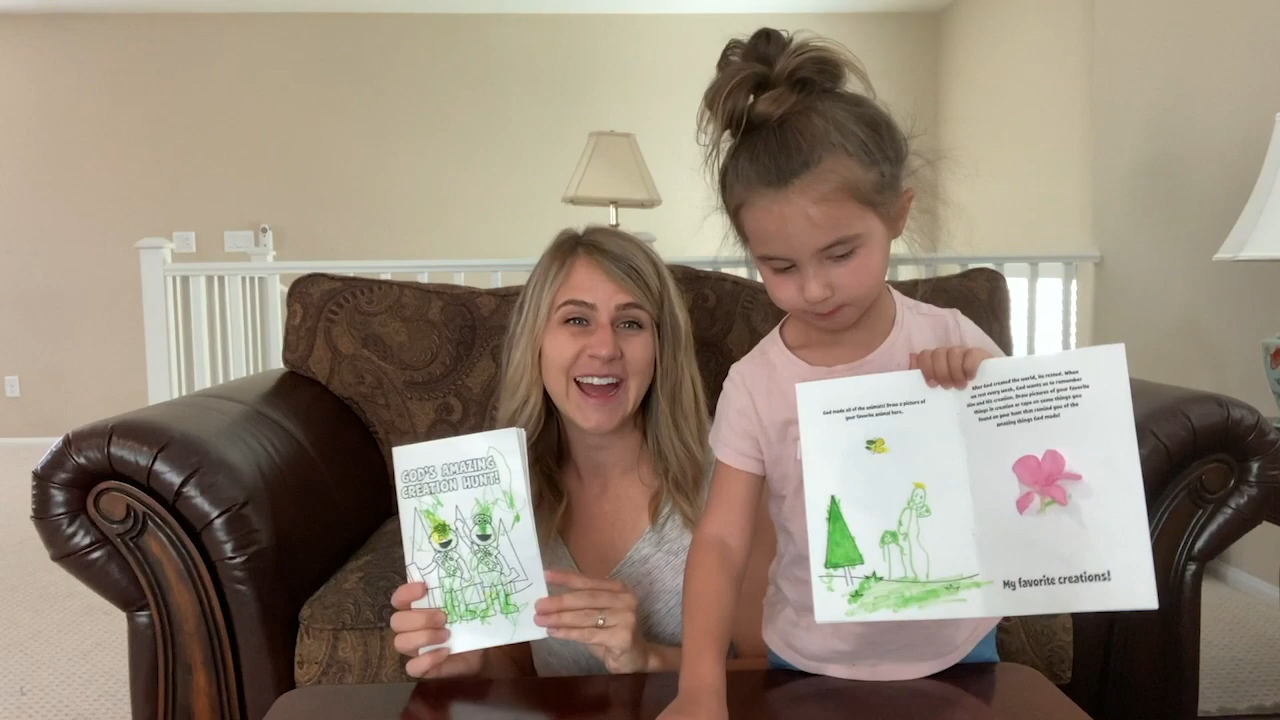 GOD'S AMAZING
CREATION HUNT!
God made all of the animals! Draw a picture of
your favorite animal here.
After God created the world, He rested. When
we rest every week, God wants us to remember
Him and His creation. Draw pictures of your favorite
things in creation or tape on some things you
found on your hunt that remind you of the
amazing things God made!
My favorite creations!